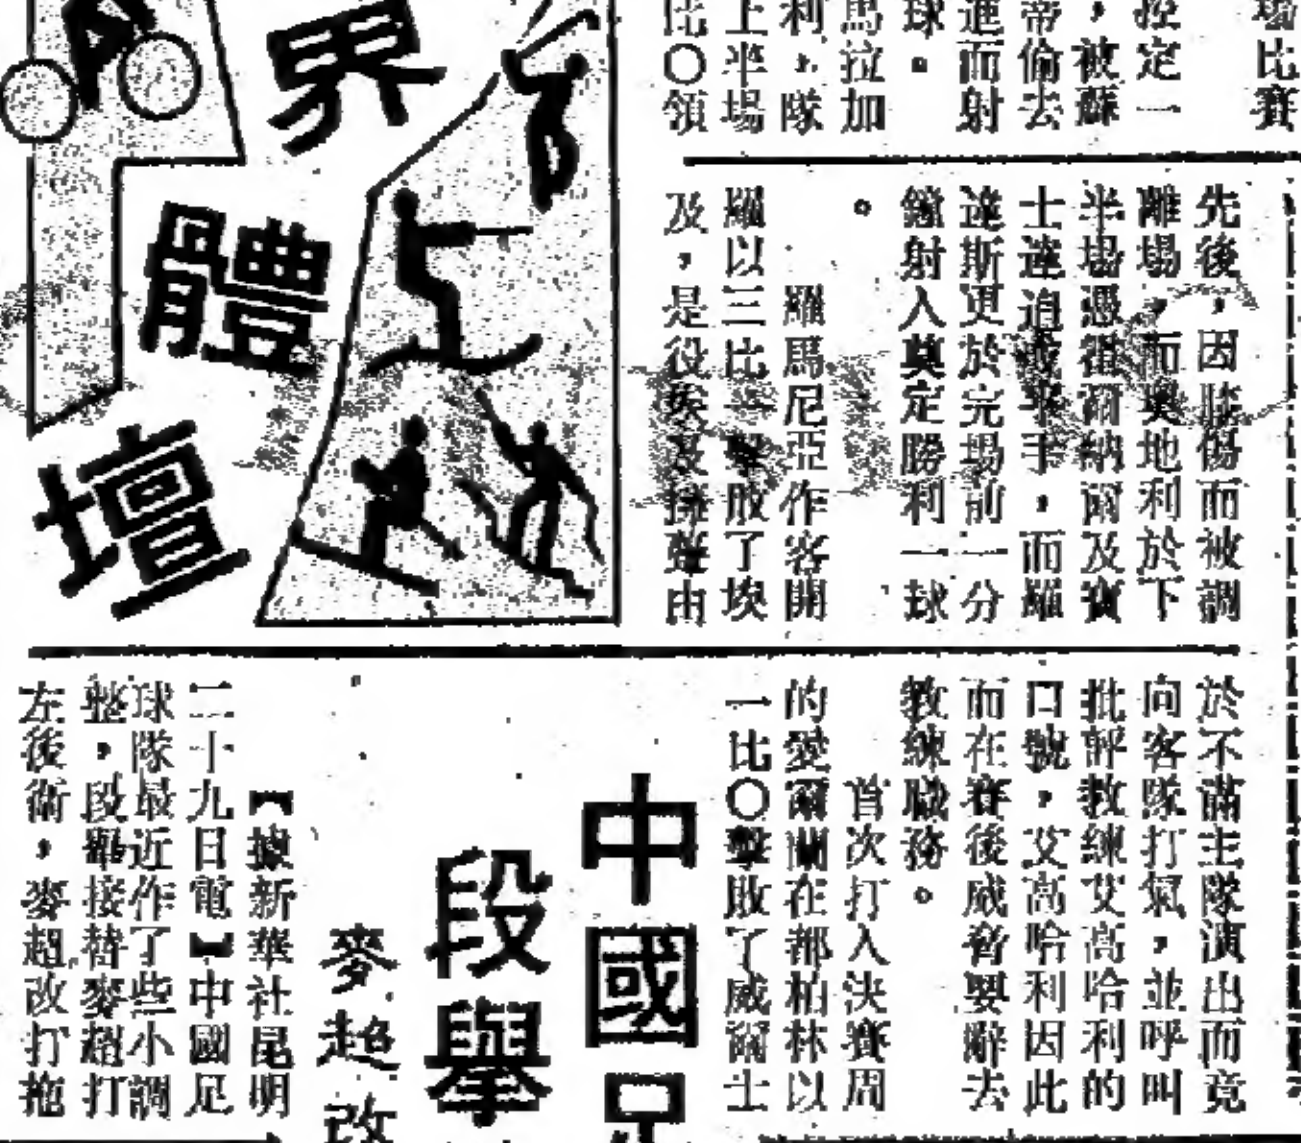 場比賽
控定一
，被蘇
帝偷去
進而射
球。
馬拉加
利，隊
上半場
比〇領
先後，因膝傷而被調
離場，而奧地利於下
半場憑祖爾納爾及寶
士達迫成平手，而羅
達斯更於完場前一分
鐘射入奠定勝利一球
。
羅馬尼亞作客開
羅以三比一擊敗了埃
及，是役埃及球證由
於不滿主隊演出而竟
向客隊打氣，並呼叫
批評教練艾高哈利的
口號，艾高哈利因此
而在賽後威脅要辭去
教練職務。
首次打入決賽周
的愛爾蘭在都柏林以
一比〇擊敗了威爾士
界
體
壇
中國足
段舉
麥超改
【據新華社昆明
二十九日電】中國足
球隊最近作了些小調
整，段舉接替麥超打
左後衛，麥超改打拖